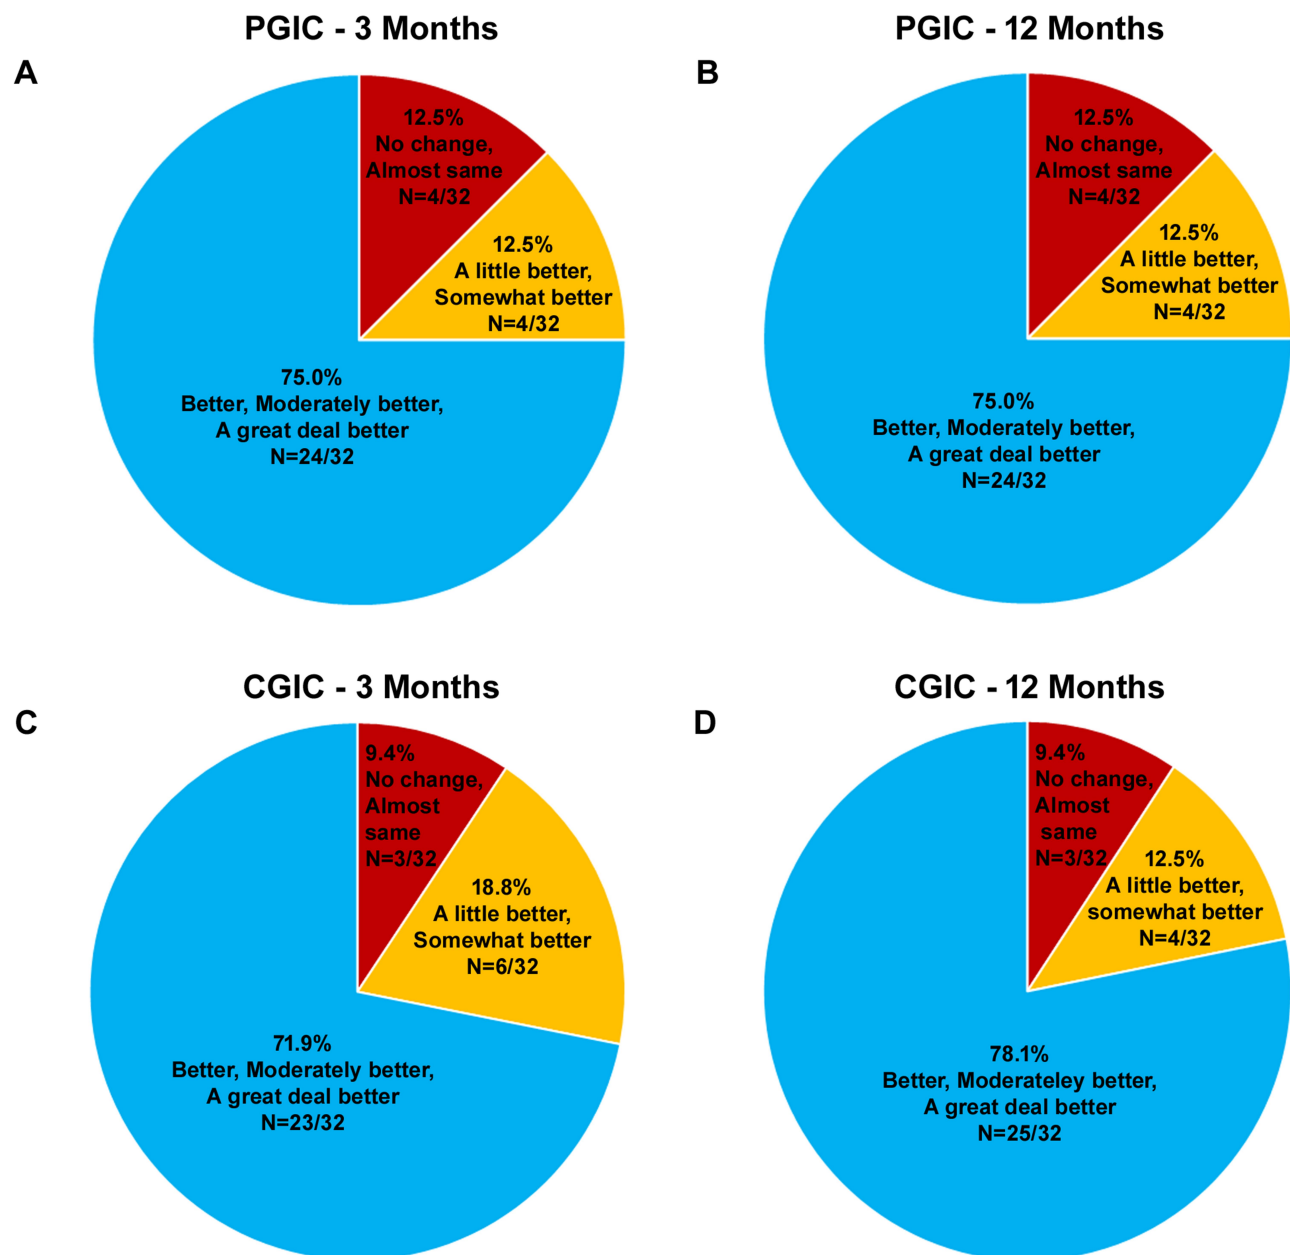 PGIC - 3 Months
A
12.5%
No change,
Almost same
N=4/32
12.5%
A little better,
Somewhat better
N=4/32
75.0%
Better, Moderately better,
A great deal better
N=24/32
PGIC - 12 Months
B
12.5%
No change,
Almost same
N=4/32
12.5%
A little better,
Somewhat better
N=4/32
75.0%
Better, Moderately better,
A great deal better
N=24/32
CGIC - 3 Months
C
9.4%
No change,
Almost
same
N=3/32
18.8%
A little better,
Somewhat better
N=6/32
71.9%
Better, Moderately better,
A great deal better
N=23/32
CGIC - 12 Months
D
9.4%
No change,
Almost
same
N=3/32
12.5%
A little better,
somewhat better
N=4/32
78.1%
Better, Moderateley better,
A great deal better
N=25/32